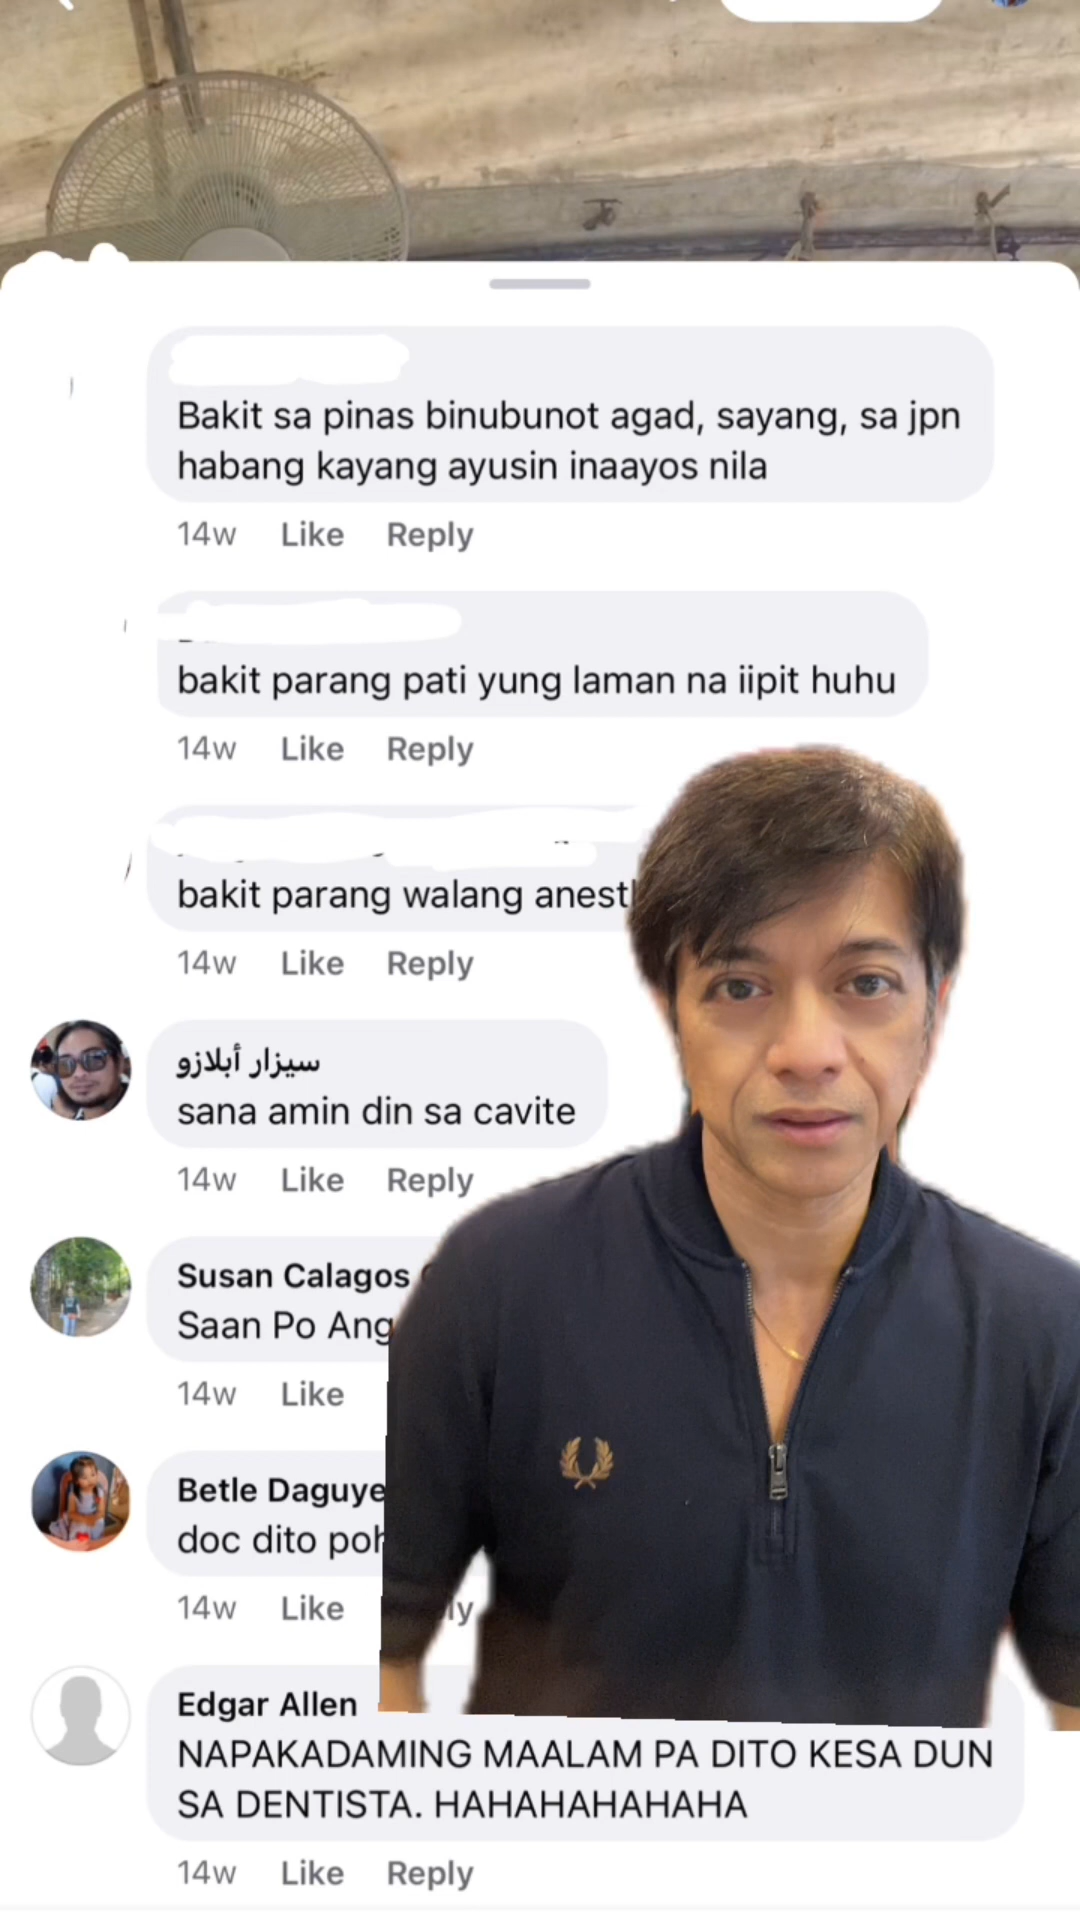 Bakit sa pinas binubunot agad, sayang, sa jpn
habang kayang ayusin inaayos nila
14w Like Reply
bakit parang pati yung laman na iipit huhu
14w Like Reply
bakit parang walang
14w Like Reply
سيزار أبلازو
sana amin din sa cavite
14w Like Reply
Susan Calagos
Saan Po Ang
14w Like
Betle
doc dito
14w Like
Edgar Allen
NAPAKADAMING MAALAM PA DITO KESA DUN
SA DENTISTA. HAHAHAHAHAHA
14w Like Reply